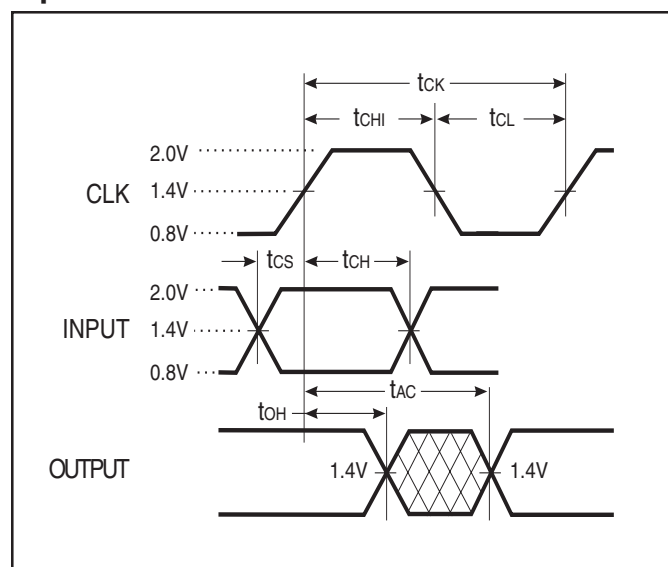 tCK
tCHI tCL
2.0V
CLK 1.4V
0.8V
tCS tCH
2.0V
INPUT 1.4V
0.8V
tAC
tOH
OUTPUT 1.4V 1.4V